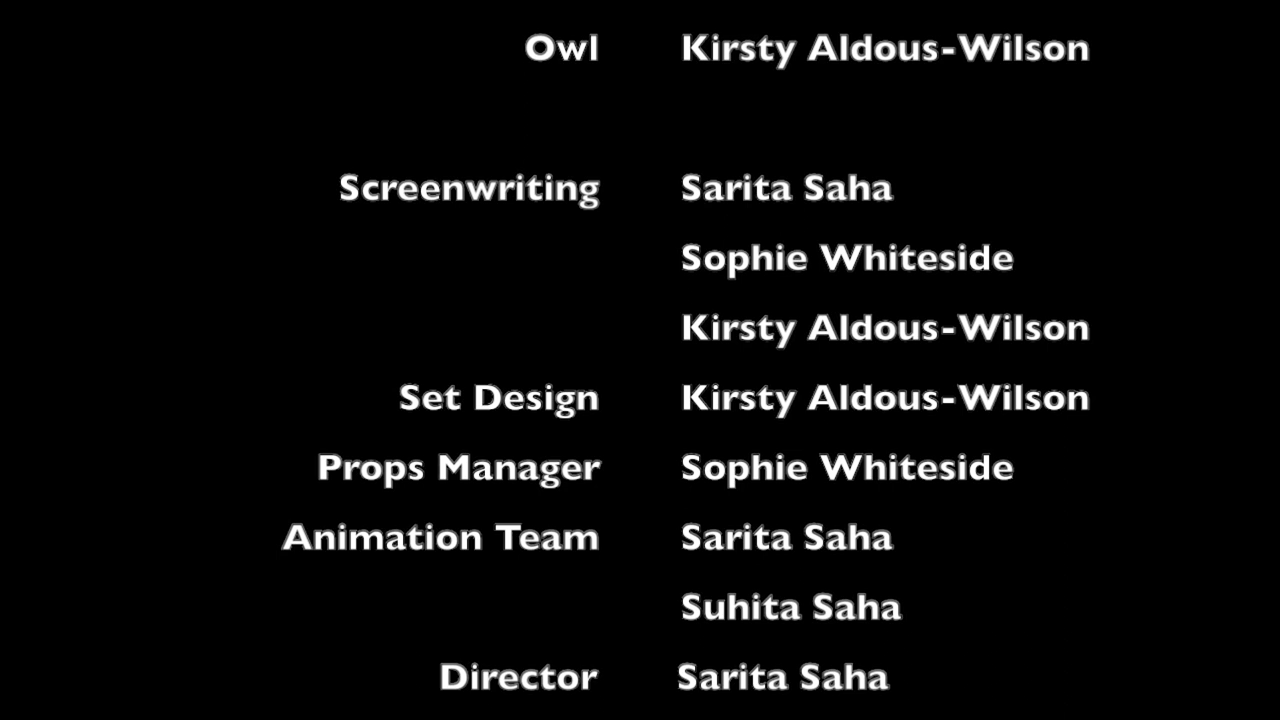 Owl Kirsty Aldous-Wilson
Screenwriting Sarita Saha
Sophie Whiteside
Kirsty Aldous-Wilson
Set Design Kirsty Aldous-Wilson
Props Manager Sophie Whiteside
Animation Team Sarita Saha
Suhita Saha
Director Sarita Saha